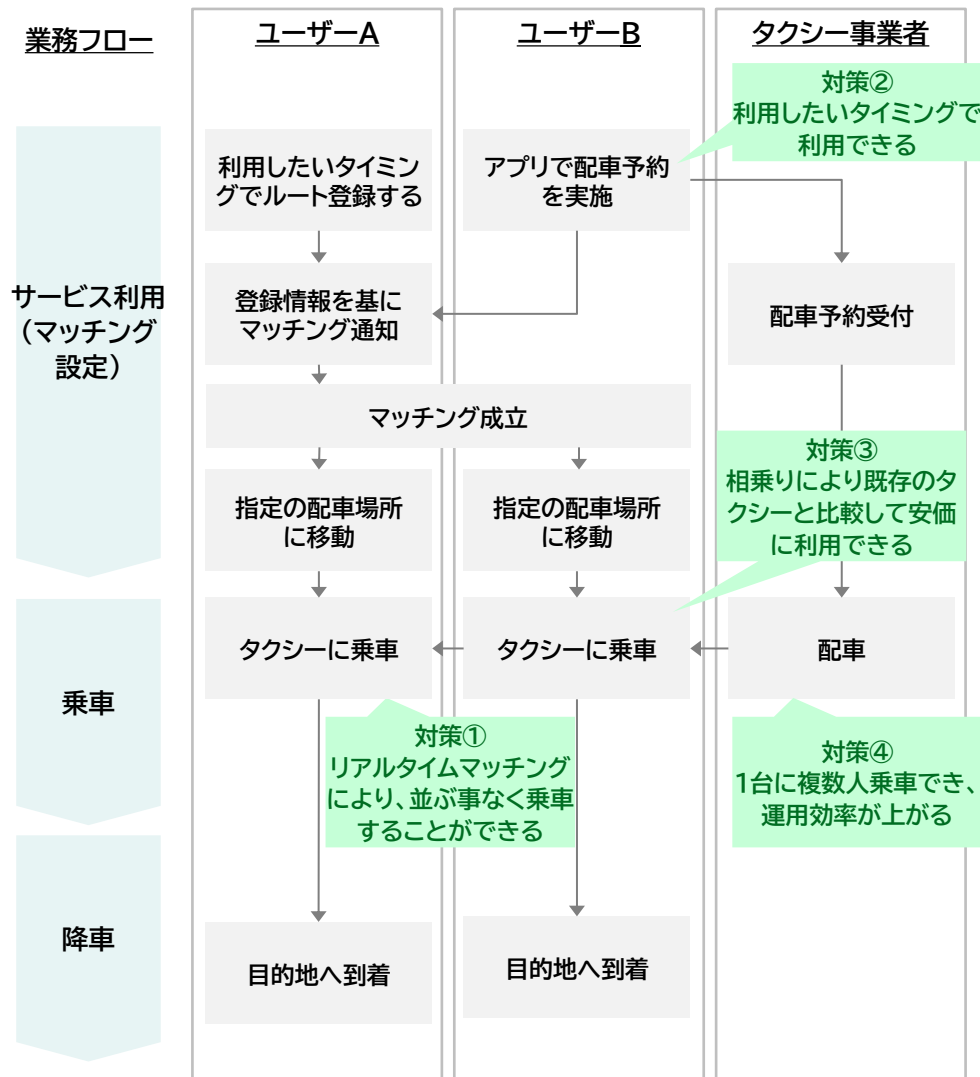 業務フロー
ユーザーA
ユーザーB
タクシー事業者
対策②
利用したいタイミングで
利用できる
利用したいタイミン
グでルート登録する
アプリで配車予約
を実施
サービス利用
（マッチング
設定）
登録情報を基に
マッチング通知
配車予約受付
マッチング成立
対策③
相乗りにより既存のタ
クシーと比較して安価
に利用できる
指定の配車場所
に移動
指定の配車場所
に移動
乗車
タクシーに乗車
タクシーに乗車
配車
対策①
リアルタイムマッチング
により、並ぶ事なく乗車
することができる
対策④
1台に複数人乗車でき、
運用効率が上がる
降車
目的地へ到着
目的地へ到着